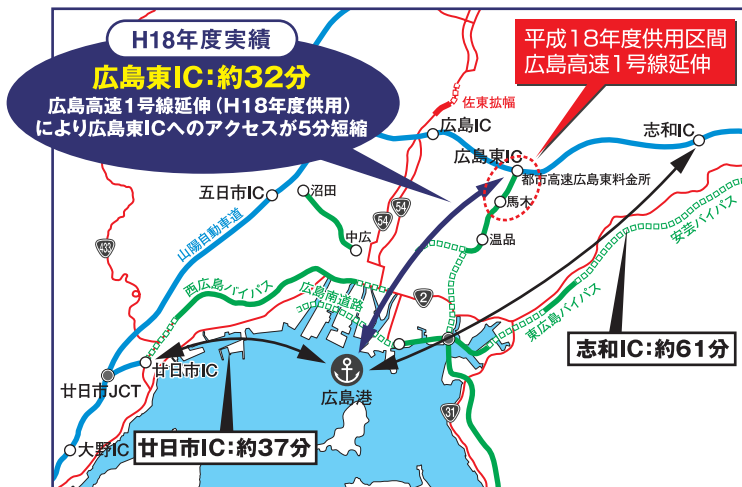 H18年度実績
広島東IC：約32分
広島高速1号線延伸（H18年度供用）
により広島東ICへのアクセスが5分短縮
平成18年度供用区間
広島高速1号線延伸
佐東拡幅
広島IC
志和IC
広島東IC
都市高速広島東料金所
五日市IC
沼田
馬木
54
54
中広
温品
433
山陽自動車道
安芸バイパス
西広島バイパス
広島南道路
2
東広島バイパス
志和IC：約61分
廿日市IC
廿日市JCT
広島港
31
大野IC
廿日市IC：約37分